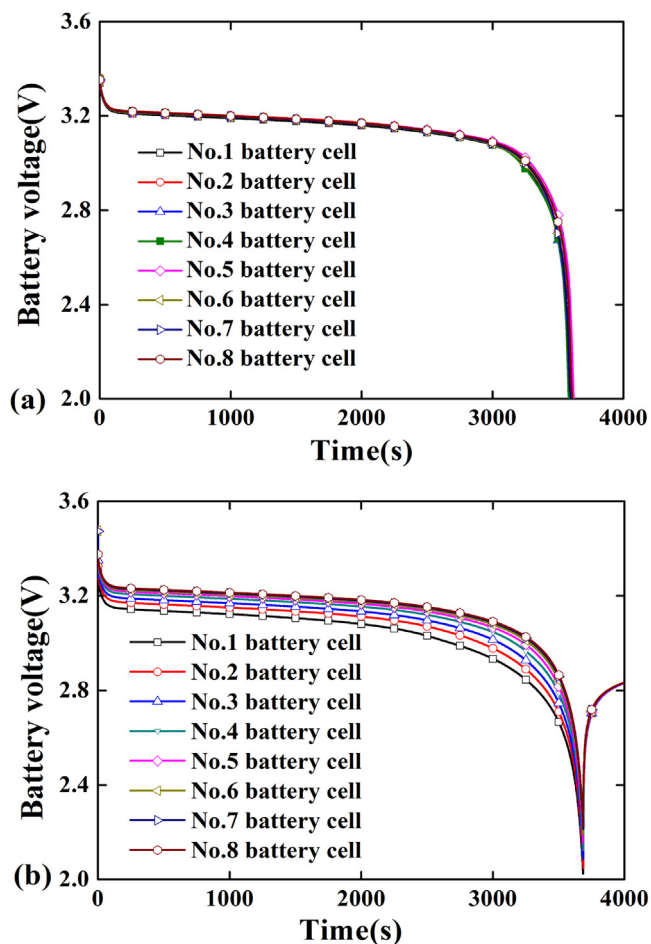 3.6
3.2
2.8
2.4
2.0
Battery voltage(V)
No.1 battery cell
No.2 battery cell
No.3 battery cell
No.4 battery cell
No.5 battery cell
No.6 battery cell
No.7 battery cell
No.8 battery cell
(a)
0 1000 2000 3000 4000
Time(s)
3.6
3.2
2.8
2.4
2.0
Battery voltage(V)
No.1 battery cell
No.2 battery cell
No.3 battery cell
No.4 battery cell
No.5 battery cell
No.6 battery cell
No.7 battery cell
No.8 battery cell
(b)
0 1000 2000 3000 4000
Time(s)